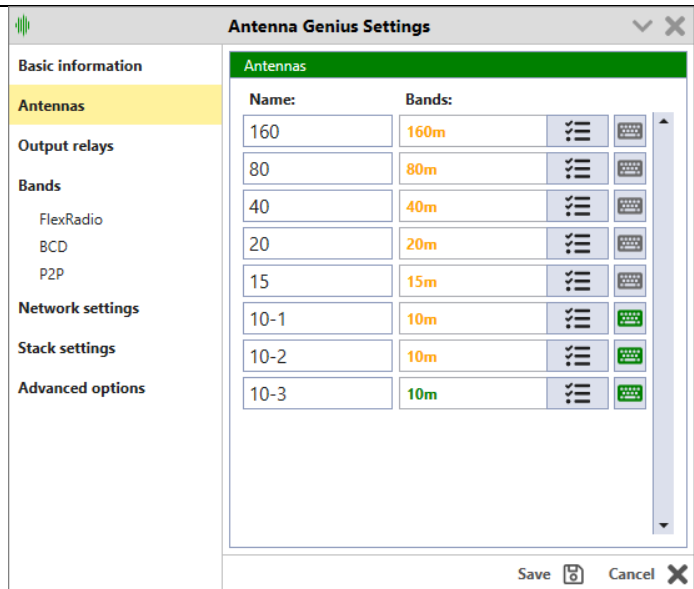 Antenna Genius Settings
Basic information
Antennas
Output relays
Bands
FlexRadio
BCD
P2P
Network settings
Stack settings
Advanced options
Antennas
Name: Bands:
160 160m
80 80m
40 40m
20 20m
15 15m
10-1 10m
10-2 10m
10-3 10m
Save Cancel